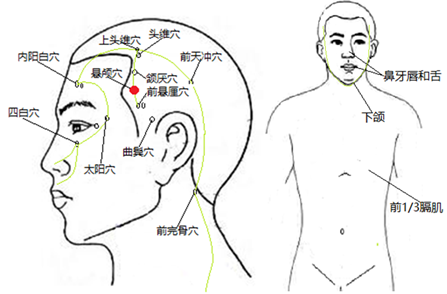 上头维穴
头维穴
内阳白穴
颔厌穴
前天冲穴
悬颅穴
前悬厘穴
四白穴
太阳穴
曲鬓穴
前完骨穴
鼻牙唇和舌
下颌
前1/3膈肌